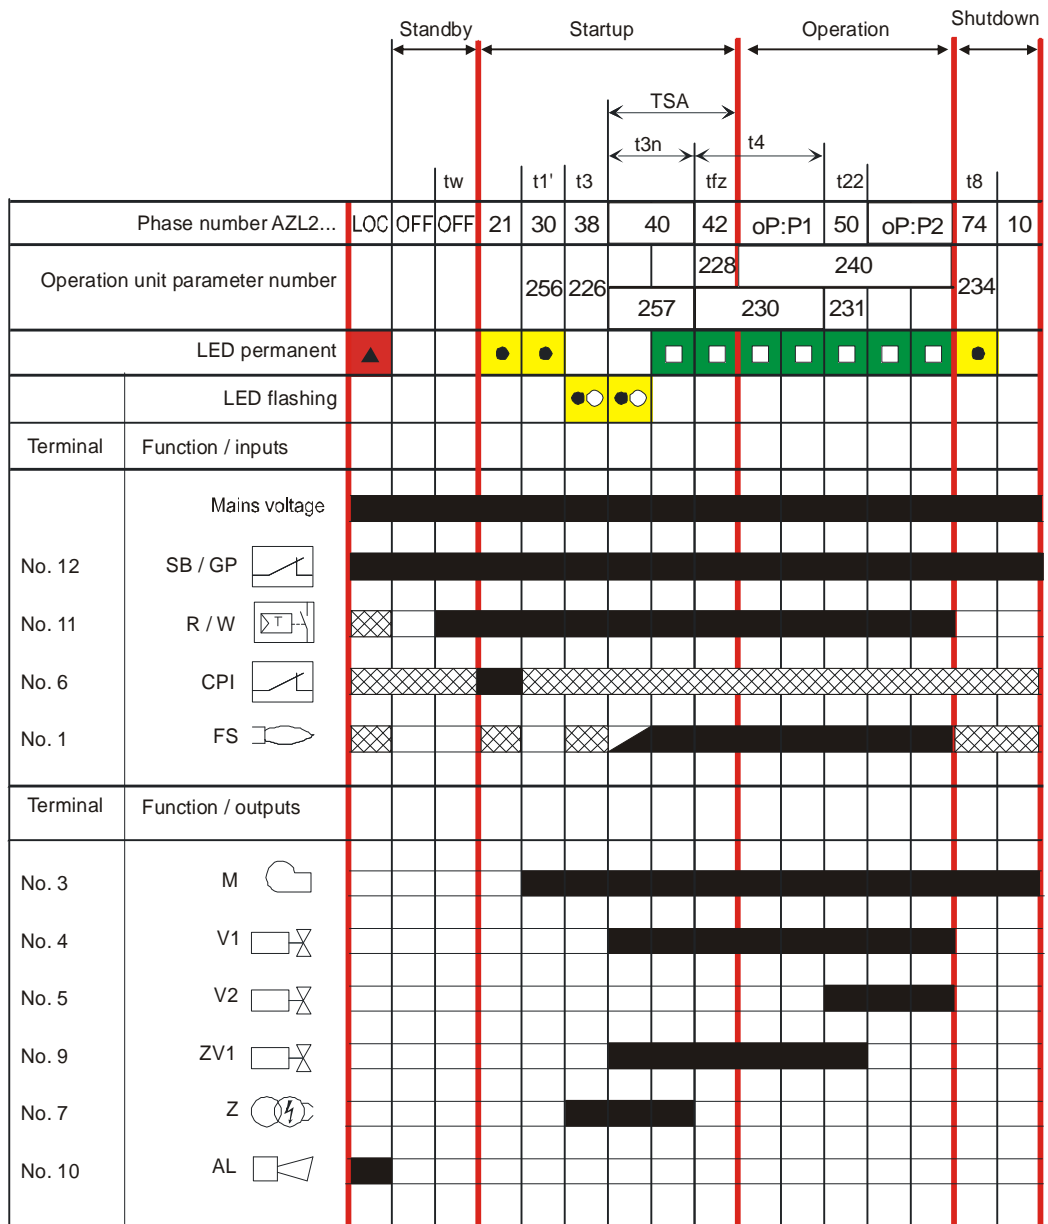 Standby Startup Operation Shutdown
TSA
t3n t4
tw t1' t3 tfz t22 t8
Phase number AZL2... LOC OFF OFF 21 30 38 40 42 oP:P1 50 oP:P2 74 10
Operation unit parameter number 256 226 228 240 234
257 230 231
LED permanent
LED flashing
Terminal Function / inputs
Mains voltage
No. 12 SB / GP
No. 11 R / W T
No. 6 CPI
No. 1 FS
Terminal Function / outputs
No. 3 M
No. 4 V1
No. 5 V2
No. 9 ZV1
No. 7 Z
No. 10 AL